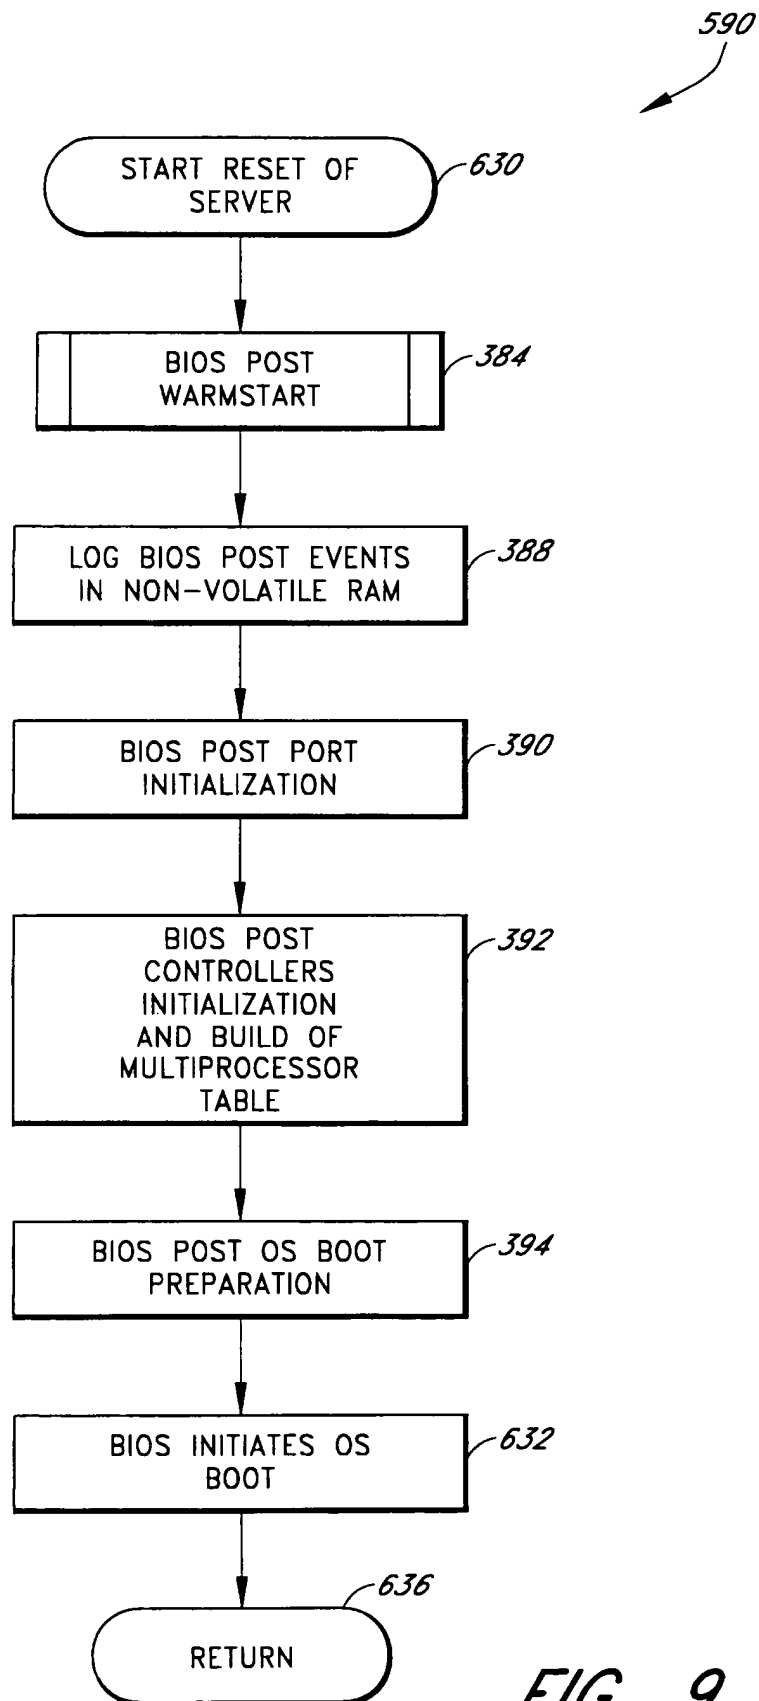 590
START RESET OF
SERVER
630
BIOS POST
WARMSTART
384
LOG BIOS POST EVENTS
IN NON-VOLATILE RAM
388
BIOS POST PORT
INITIALIZATION
390
BIOS POST
CONTROLLERS
INITIALIZATION
AND BUILD OF
MULTIPROCESSOR
TABLE
392
BIOS POST OS BOOT
PREPARATION
394
BIOS INITIATES OS
BOOT
632
RETURN
636
FIG. 9